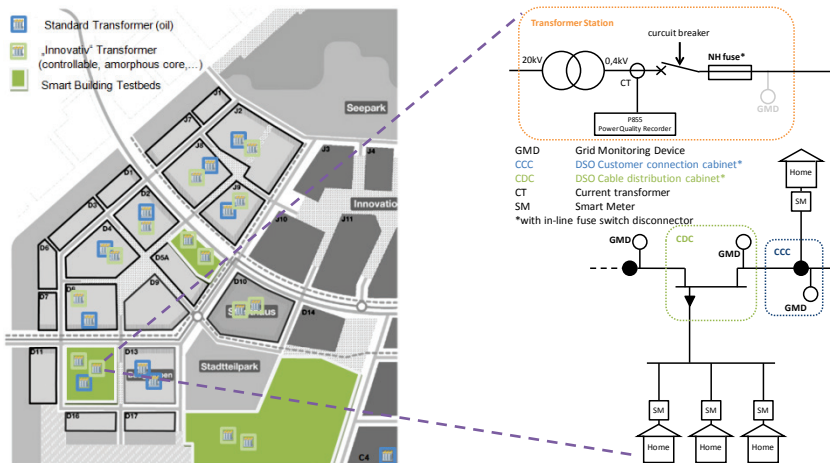 Standard Transformer (oil)
„Innovativ" Transformer
(controllable, amorphous core,...)
Smart Building Testbeds
Seepark
J1
J7
J2
J8
J3
J4
J9
Innovatio
D1
D3
D2
J10
J11
D4
D6
D5A
D7
D9
D10
D14
D11
D13
Stadtteilpark
D16
D17
C4
Transformer Station
curcuit breaker
20kV
0,4kV
NH fuse*
CT
GMD
P855
PowerQuality Recorder
GMD Grid Monitoring Device
CCC DSO Customer connection cabinet*
CDC DSO Cable distribution cabinet*
CT Current transformer
SM Smart Meter
*with in-line fuse switch disconnector
Home
SM
GMD
CDC
GMD
CCC
GMD
SM
SM
SM
Home
Home
Home